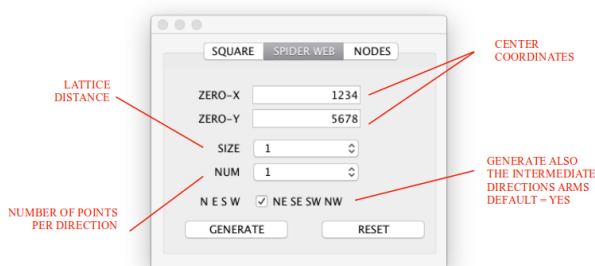 SQUARE SPIDER WEB NODES
CENTER
COORDINATES
LATTICE
DISTANCE
ZERO-X 1234
ZERO-Y 5678
SIZE 1
NUM 1
GENERATE ALSO
THE INTERMEDIATE
DIRECTIONS ARMS
DEFAULT = YES
N E S W NE SE SW NW
NUMBER OF POINTS
PER DIRECTION
GENERATE RESET